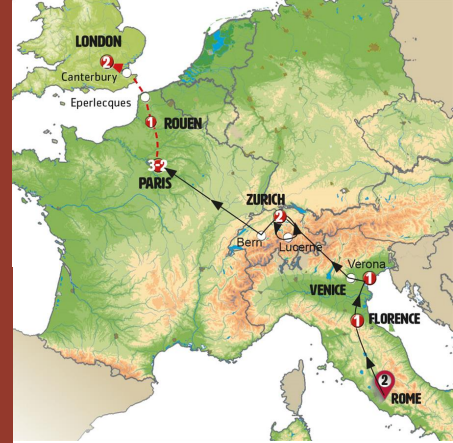 LONDON
2
Canterbury
Eperlecques
1 ROUEN
3-2
PARIS
ZURICH
2
Bern
Lucerne
Verona
VENICE 1
1 FLORENCE
2
ROME